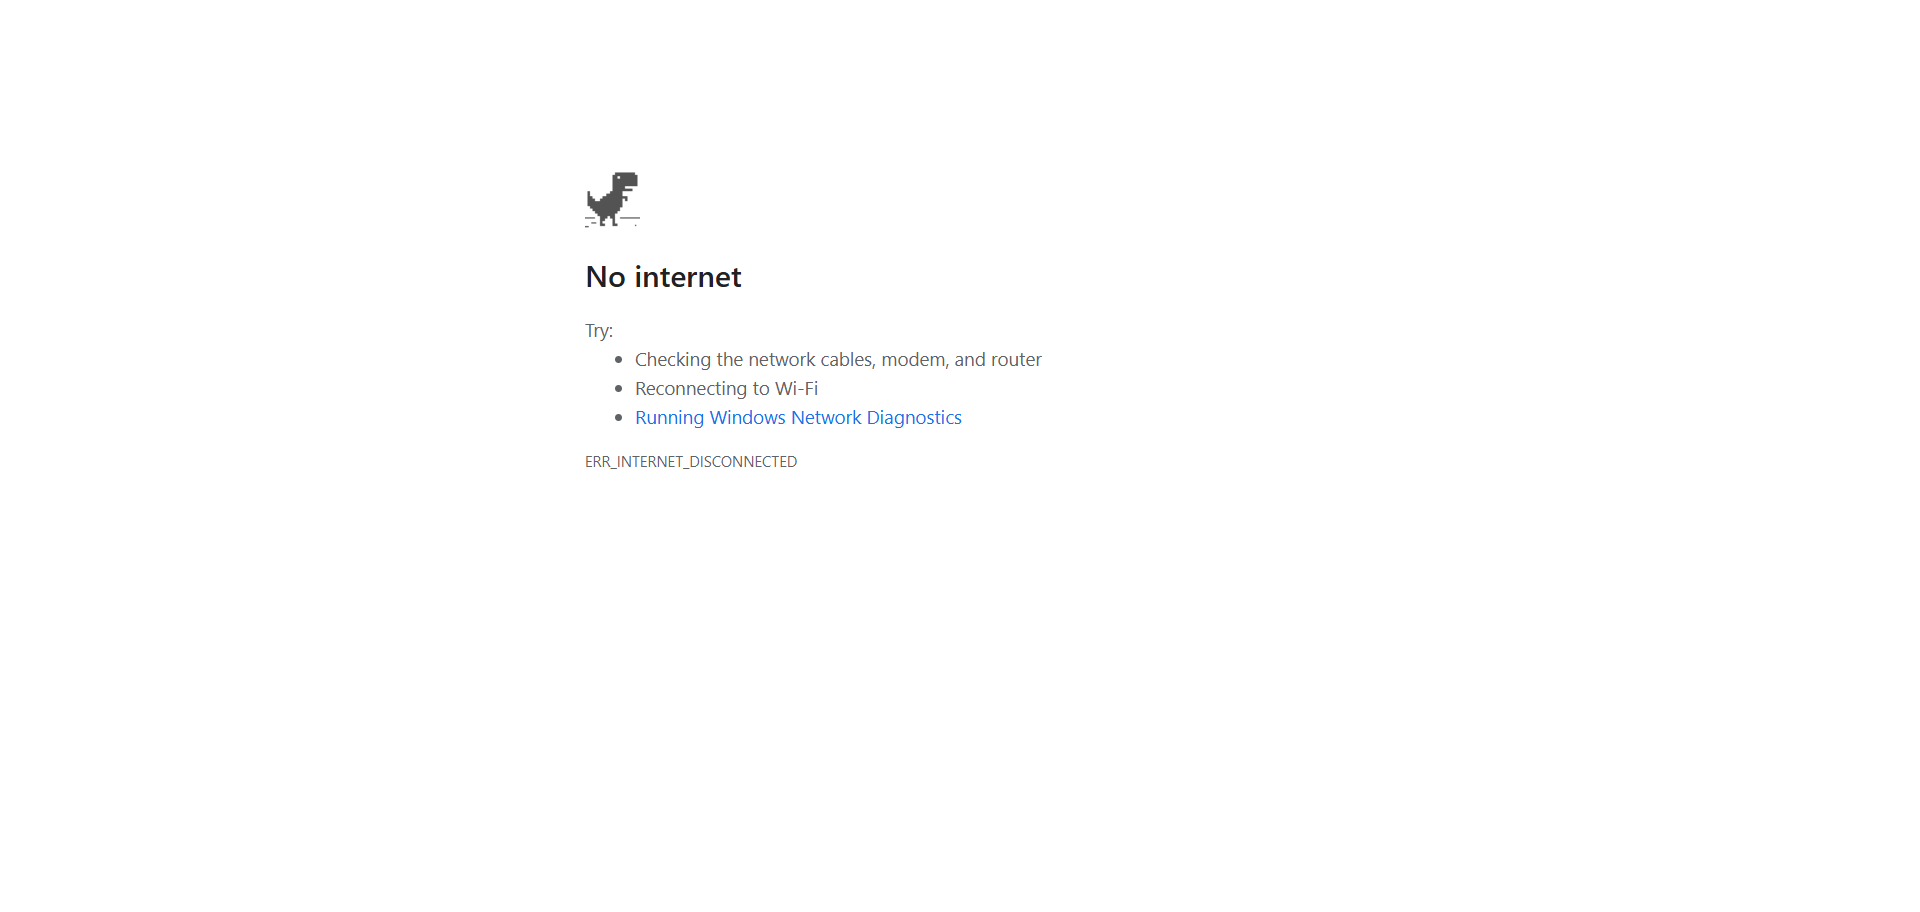 No internet
Try:
Checking the network cables, modem, and router
Reconnecting to Wi-Fi
Running Windows Network Diagnostics
ERR_INTERNET_DISCONNECTED